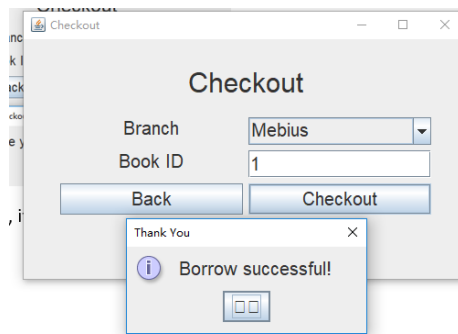 Checkout
Checkout
Branch
Mebius
Book ID
1
Back
Checkout
Thank You
Borrow successful!